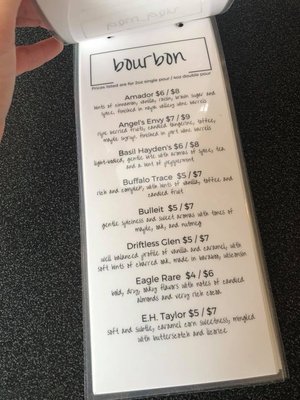 bourbon
Prices listed are for 2oz single pour / 4oz double pour
Amador $6 / $8
hints of cinnamon, vanilla, raisin, brown sugar and
spice, finished in napa valley wine barrels
Angel's Envy $7 / $9
ripe berried fruits, candied tangerine, toffee,
maple syrup, finished in port wine barrels
Basil Hayden's $6 / $8
light-bodied, gentle bite with aromas of spice, tea
and a hint of peppermint
Buffalo Trace $5 / $7
rich and complex, with hints of vanilla, toffee and
candied fruit
Bulleit $5 / $7
gentle spiciness and sweet aromas with tones of
maple, oak, and nutmeg
Driftless Glen $5 / $7
well balanced profile of vanilla and caramel, with
soft hints of charred oak, made in baraboo, wisconsin
Eagle Rare $4 / $6
bold, dry, oaky flavors with notes of candied
almonds and very rich cocoa
E.H. Taylor $5 / $7
soft and subtle, caramel corn sweetness, mingled
with butterscotch and licorice